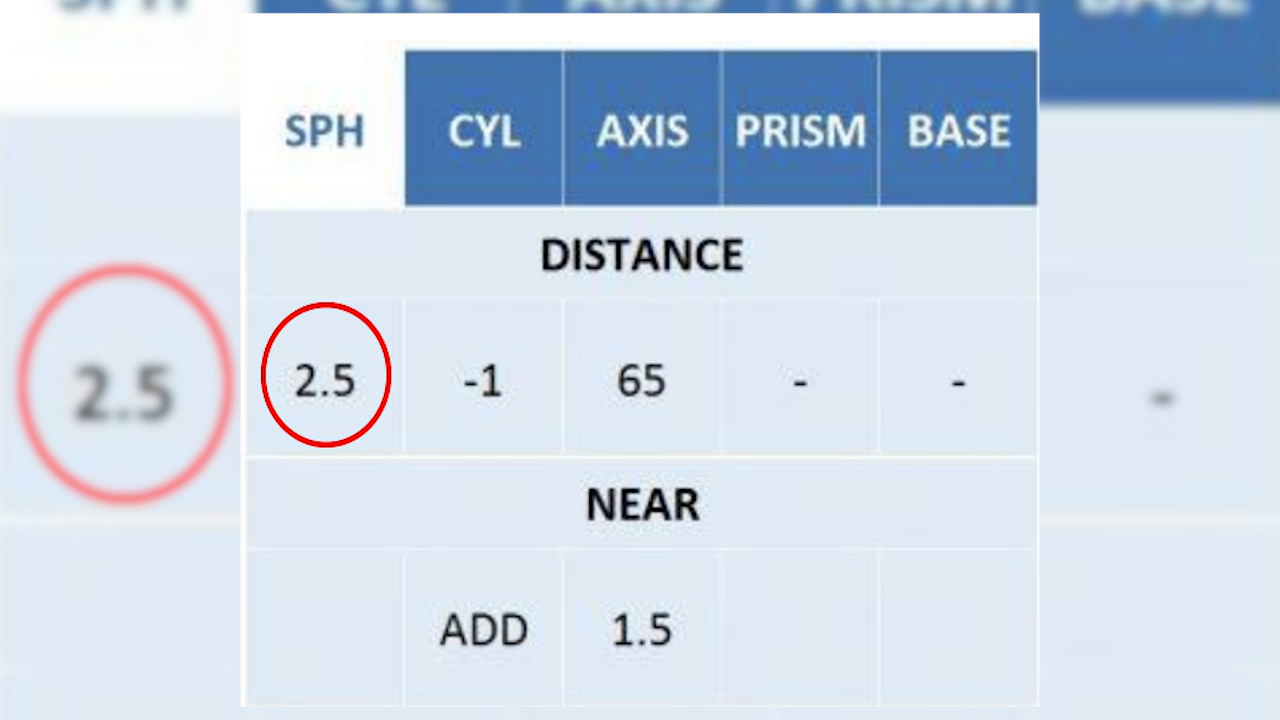 SPH CYL AXIS PRISM BASE
DISTANCE
2.5 -1 65 - -
NEAR
ADD 1.5